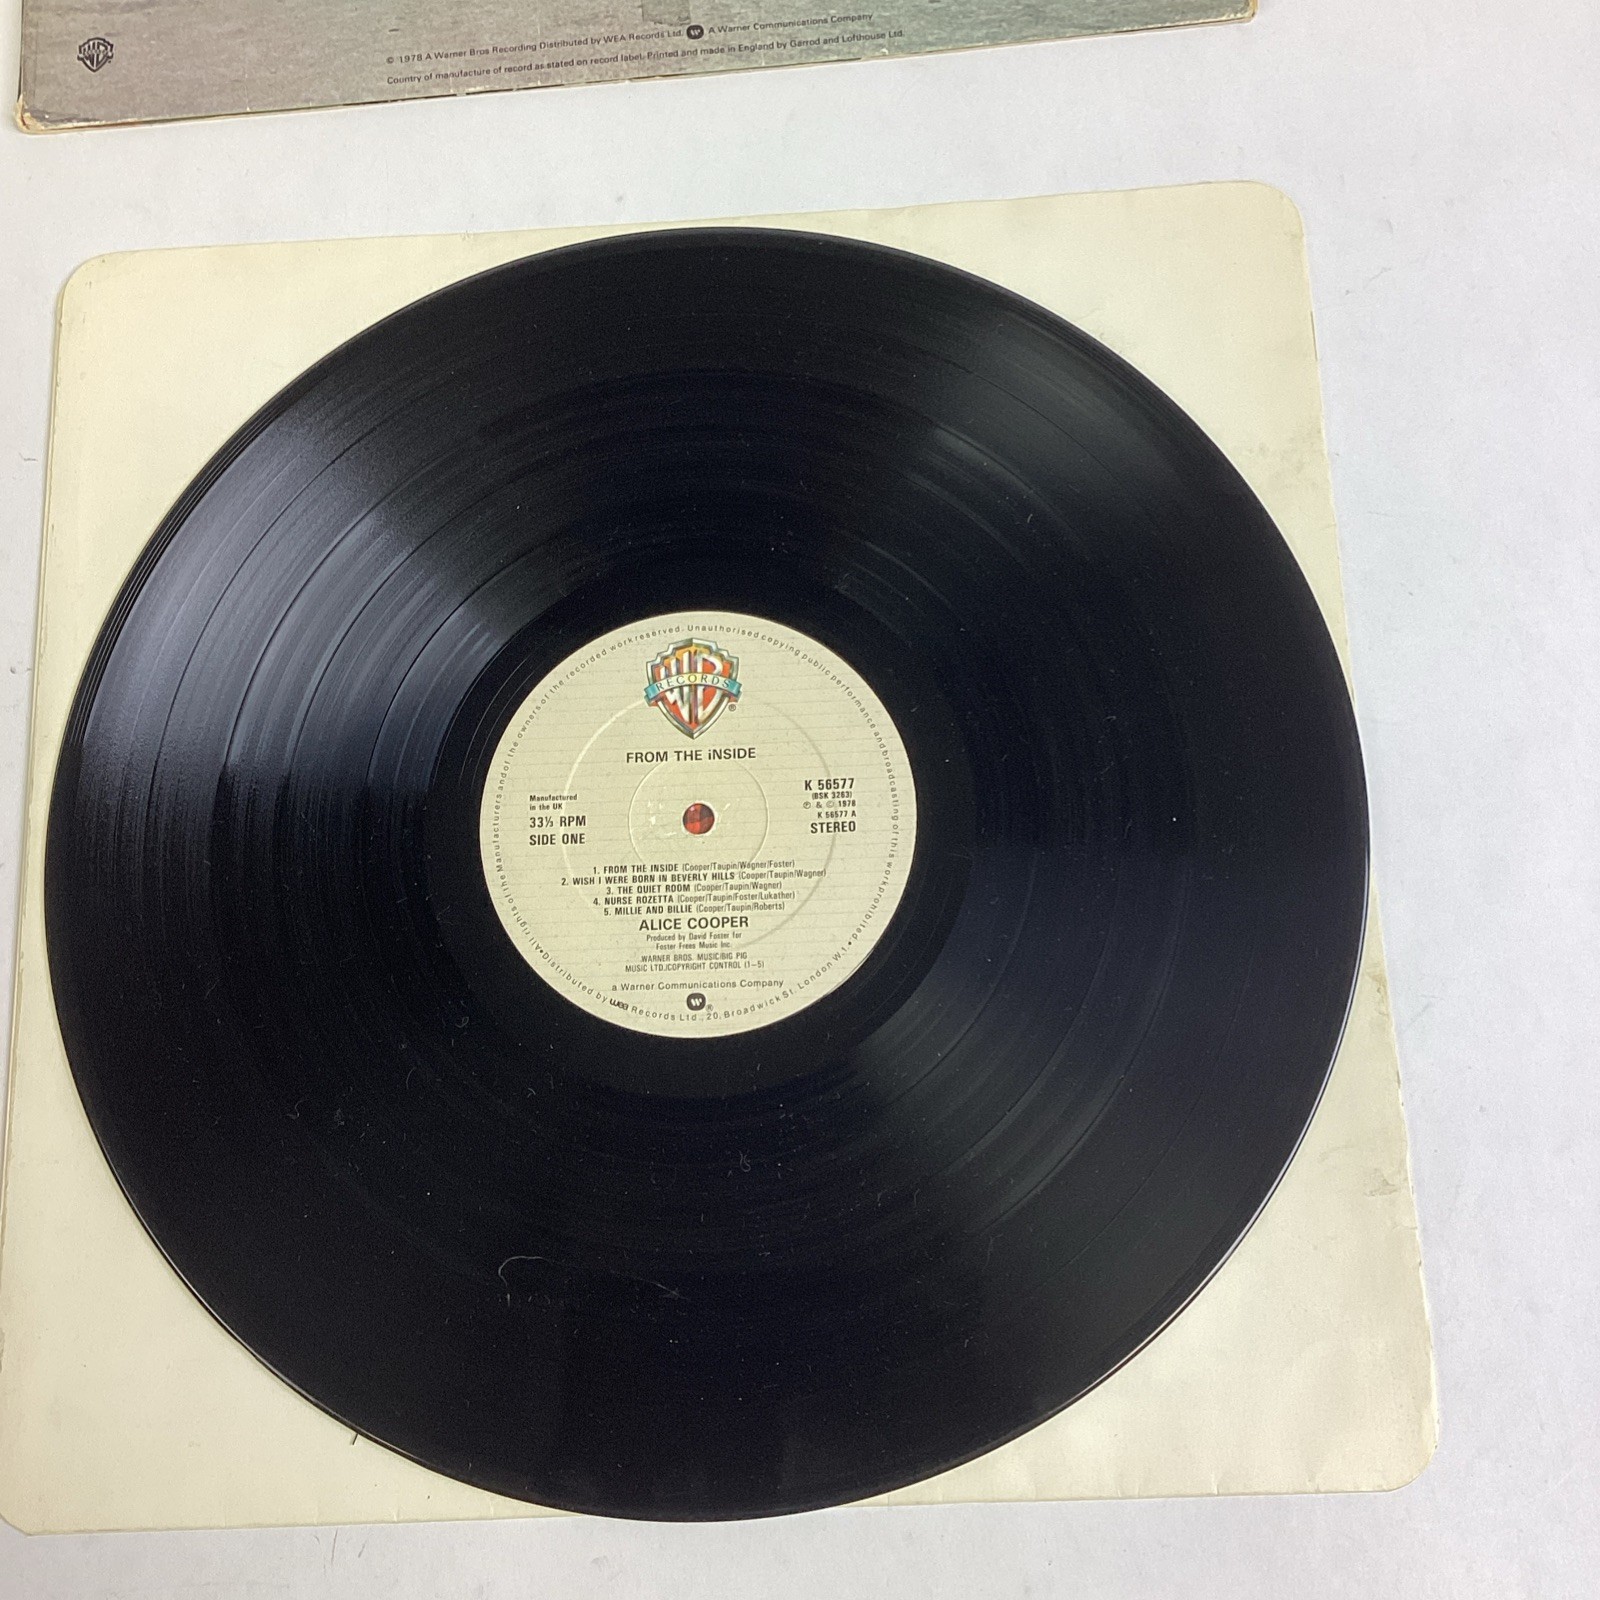 © 1978 A Warner Bros Recording Distributed by WEA Records Ltd. A Warner Communications Company
Country of manufacture of record as stated on record label. Printed and made in England by Garrod and Lofthouse Ltd.
All rights of the Manufacturers and of the owners of the recorded work reserved. Unauthorised copying public performance and broadcasting of this work prohibited
WB RECORDS ®
FROM THE iNSIDE
Manufactured
in the UK
33⅓ RPM
SIDE ONE
K 56577
(BSK 3263)
℗ & © 1978
K 56577 A
STEREO
1. FROM THE INSIDE (Cooper/Taupin/Wagner/Foster)
2. WISH I WERE BORN IN BEVERLY HILLS (Cooper/Taupin/Wagner)
3. THE QUIET ROOM (Cooper/Taupin/Wagner)
4. NURSE ROZETTA (Cooper/Taupin/Foster/Lukather)
5. MILLIE AND BILLIE (Cooper/Taupin/Roberts)
ALICE COOPER
Produced by David Foster for
Foster Frees Music Inc.
WARNER BROS. MUSIC/BIG PIG
MUSIC LTD./COPYRIGHT CONTROL (1–5)
a Warner Communications Company
• Distributed by wea Records Ltd., 20, Broadwick St. London W.1. •